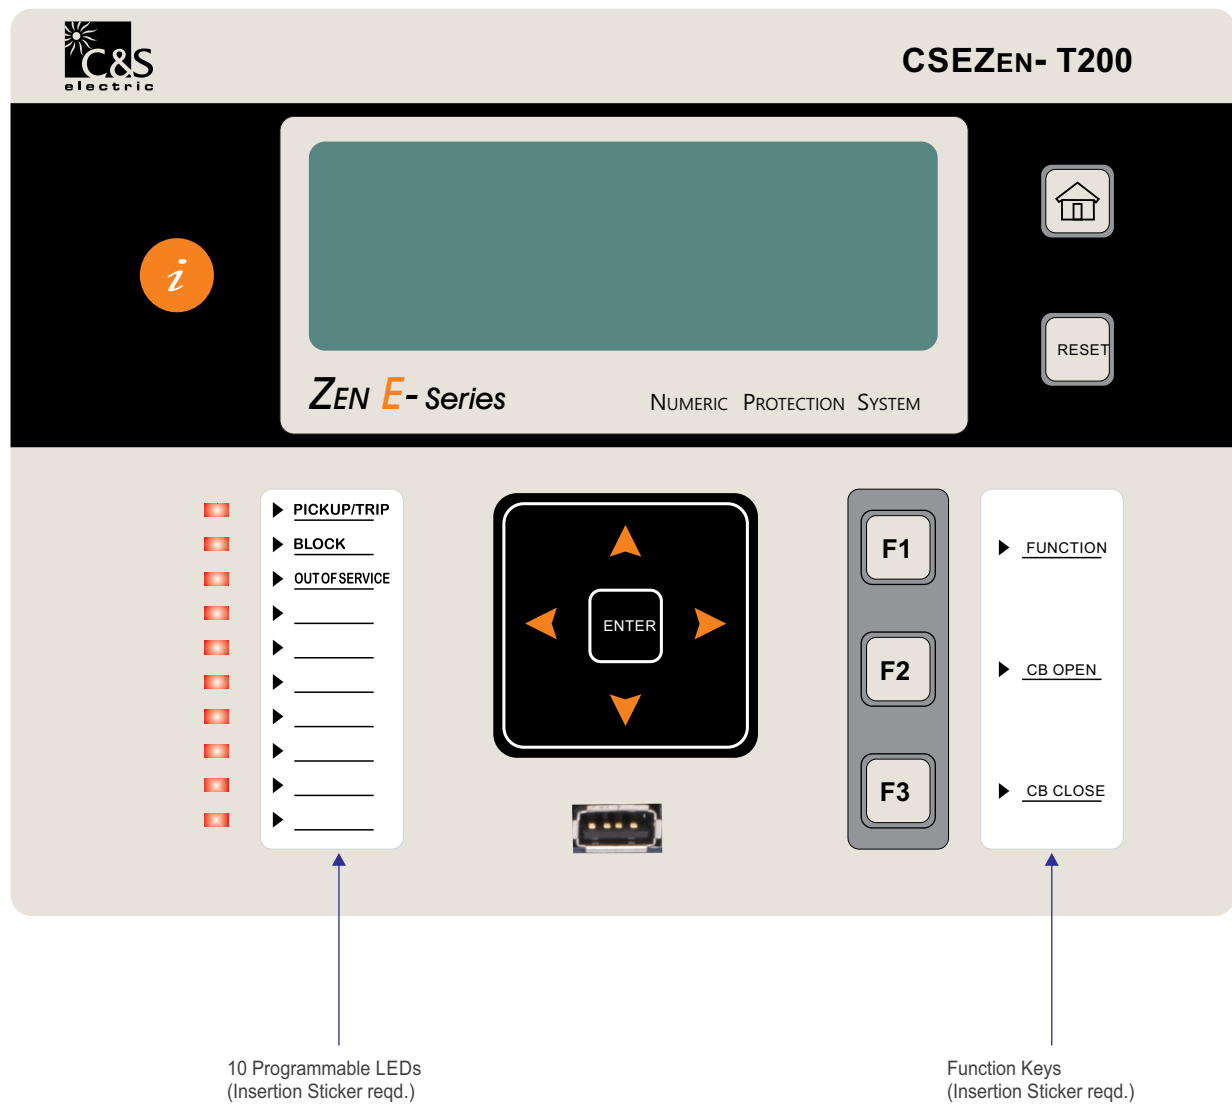 C&S
electric
CSEZEN- T200
i
RESET
ZEN E- Series
NUMERIC PROTECTION SYSTEM
PICKUP/TRIP
BLOCK
OUT OF SERVICE
ENTER
F1
FUNCTION
F2
CB OPEN
F3
CB CLOSE
10 Programmable LEDs
(Insertion Sticker reqd.)
Function Keys
(Insertion Sticker reqd.)